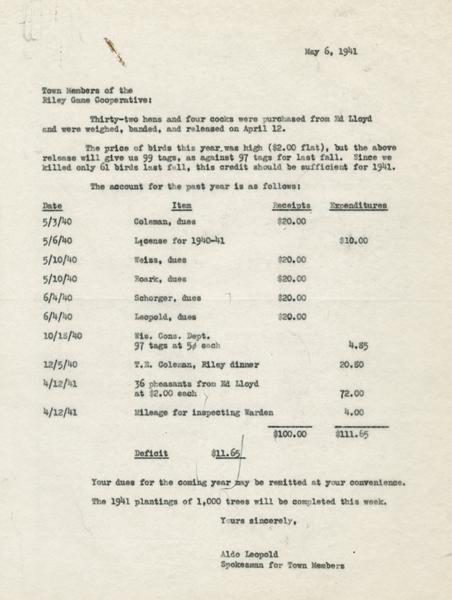 May 6, 1941
Town Members of the
Riley Game Cooperative:
Thirty-two hens and four cocks were purchased from Ed Lloyd
and were weighed, banded, and released on April 12.
The price of birds this year was high ($2.00 flat), but the above
release will give us 99 tags, as against 97 tags for last fall. Since we
killed only 61 birds last fall, this credit should be sufficient for 1941.
The account for the past year is as follows:
Date Item Receipts Expenditures
5/3/40 Coleman, dues $20.00
5/6/40 License for 1940-41 $10.00
5/10/40 Weiss, dues $20.00
5/10/40 Roark, dues $20.00
6/4/40 Schorger, dues $20.00
6/4/40 Leopold, dues $20.00
10/18/40 Wis. Cons. Dept.
97 tags at 5¢ each 4.85
12/5/40 T.E. Coleman, Riley dinner 20.80
4/12/41 36 pheasants from Ed Lloyd
at $2.00 each 72.00
4/12/41 Mileage for inspecting Warden 4.00
$100.00 $111.65
Deficit $11.65
Your dues for the coming year may be remitted at your convenience.
The 1941 plantings of 1,000 trees will be completed this week.
Yours sincerely,
Aldo Leopold
Spokesman for Town Members